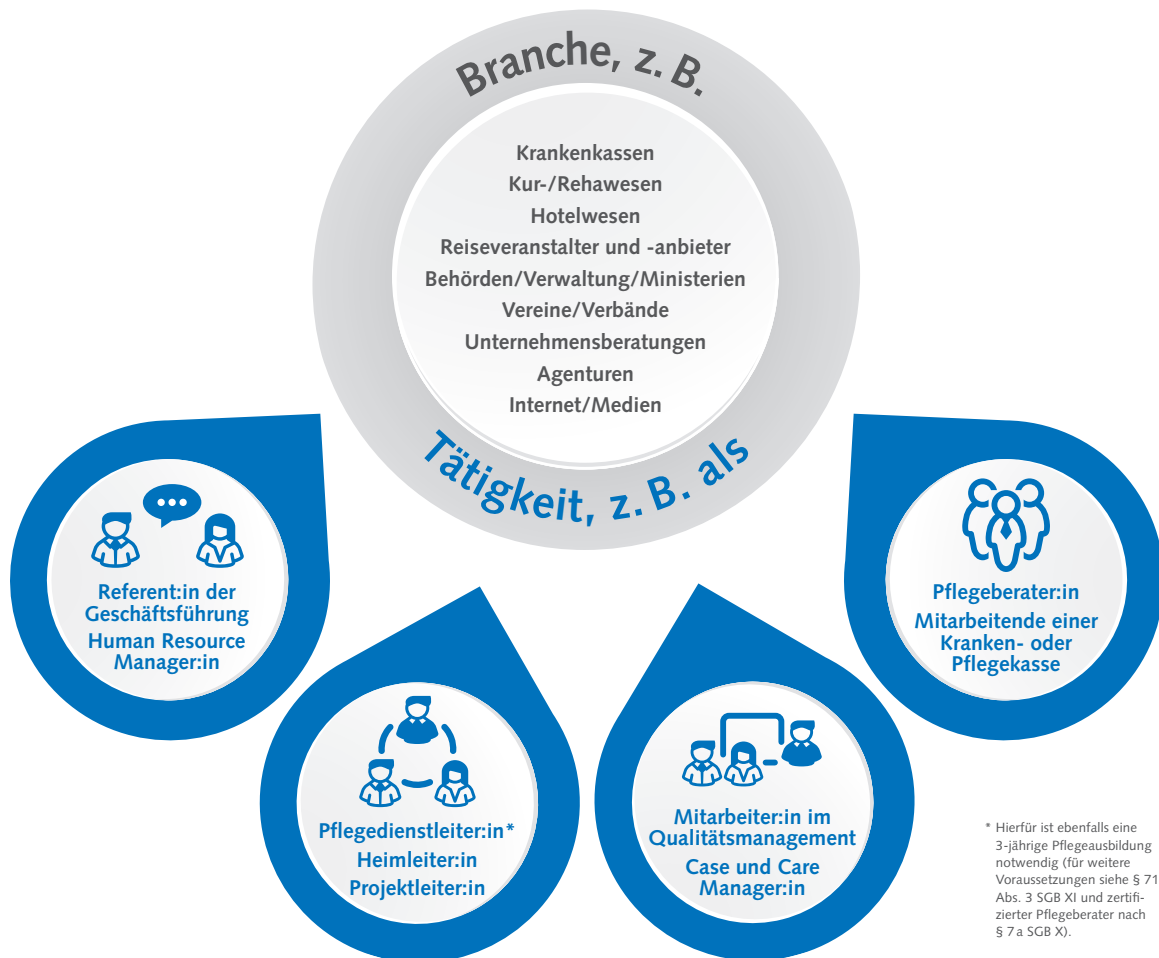 Branche, z. B.
Krankenkassen
Kur-/Rehawesen
Hotelwesen
Reiseveranstalter und -anbieter
Behörden/Verwaltung/Ministerien
Vereine/Verbände
Unternehmensberatungen
Agenturen
Internet/Medien
Tätigkeit, z. B. als
Referent:in der
Geschäftsführung
Human Resource
Manager:in
Pflegedienstleiter:in*
Heimleiter:in
Projektleiter:in
Mitarbeiter:in im
Qualitätsmanagement
Case und Care
Manager:in
Pflegeberater:in
Mitarbeitende einer
Kranken- oder
Pflegekasse
* Hierfür ist ebenfalls eine
3-jährige Pflegeausbildung
notwendig (für weitere
Voraussetzungen siehe § 71
Abs. 3 SGB XI und zertifi-
zierter Pflegeberater nach
§ 7 a SGB X).